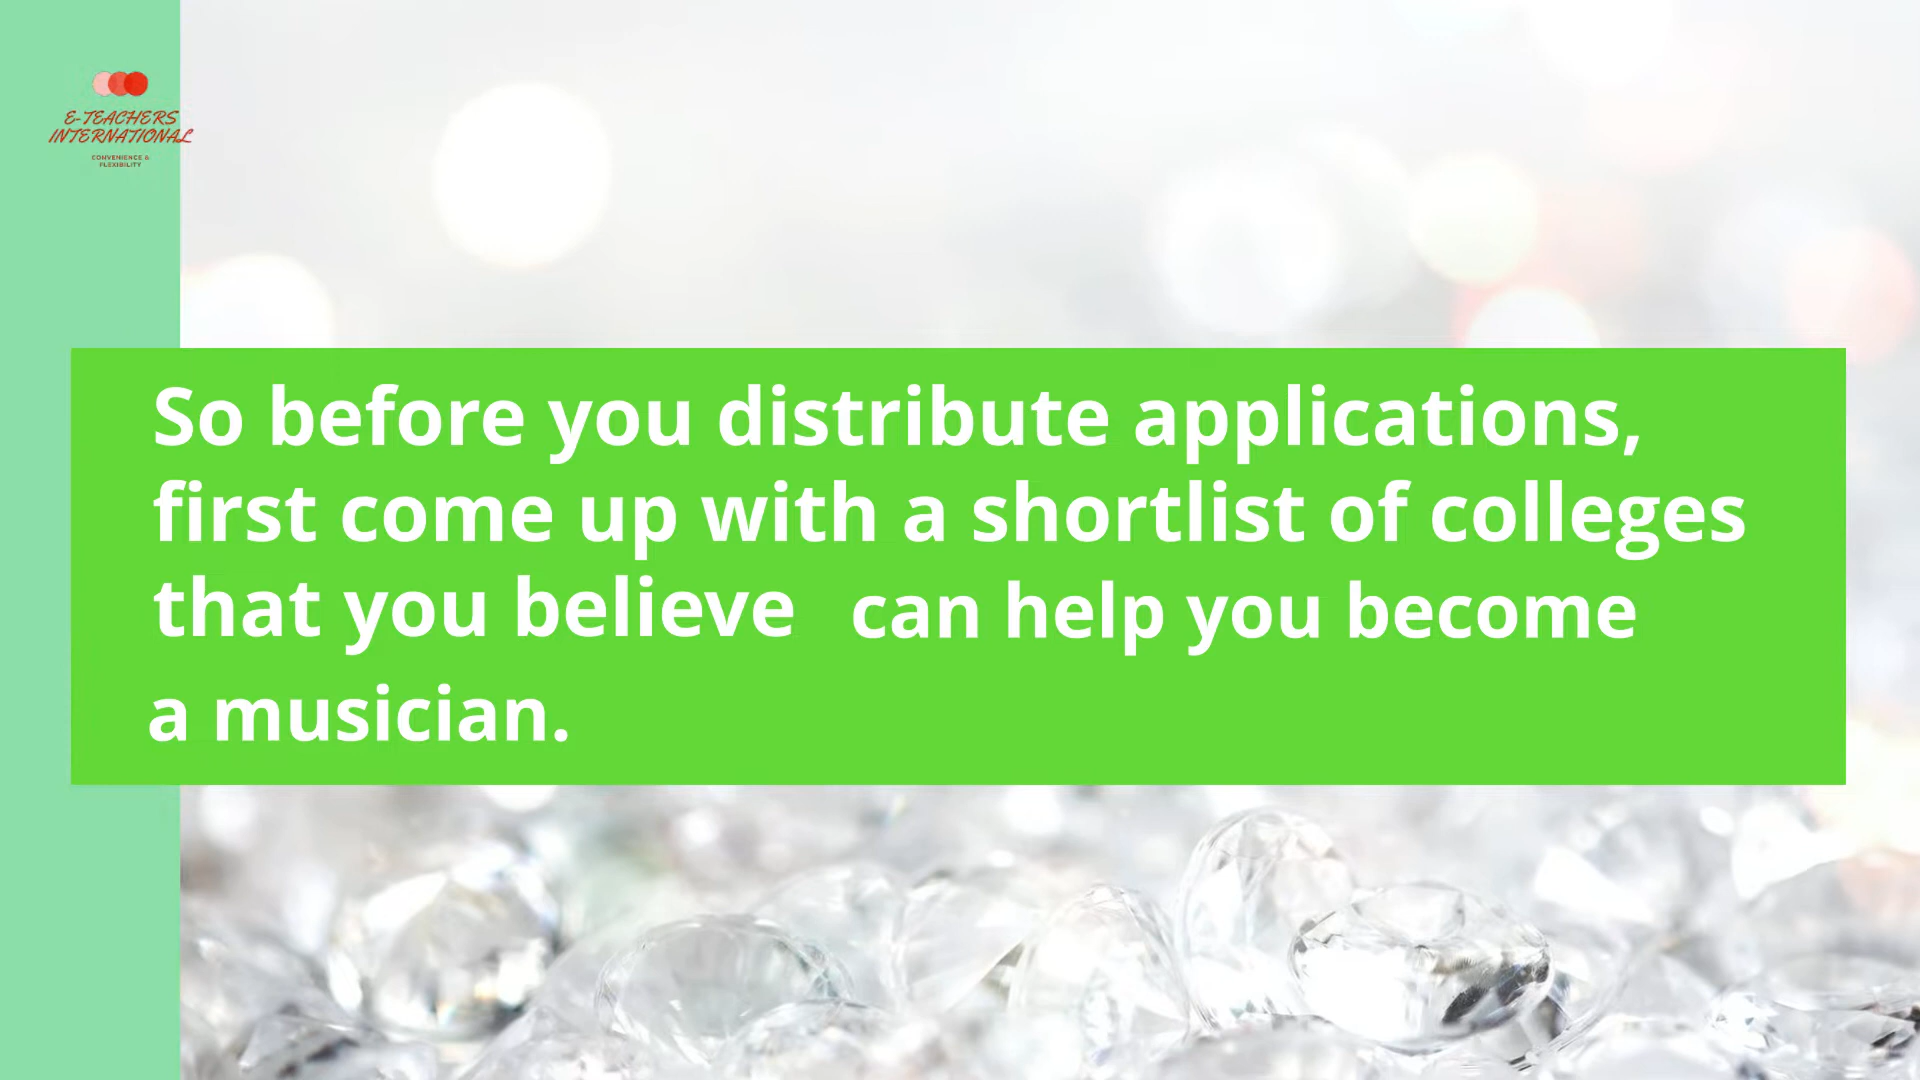 E-TEACHERS
INTERNATIONAL
CONVENIENCE &
FLEXIBILITY
So before you distribute applications,
first come up with a shortlist of colleges
that you believe can help you become
a musician.